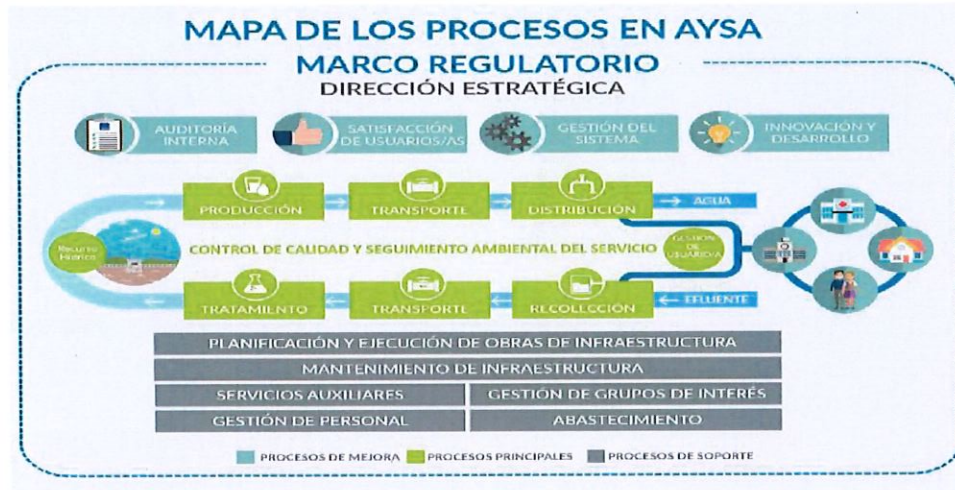 MAPA DE LOS PROCESOS EN AYSA
MARCO REGULATORIO
DIRECCIÓN ESTRATÉGICA
AUDITORÍA
INTERNA
SATISFACCIÓN
DE USUARIOS/AS
GESTIÓN DEL
SISTEMA
INNOVACIÓN Y
DESARROLLO
PRODUCCIÓN
TRANSPORTE
DISTRIBUCIÓN
AGUA
Recurso
Hídrico
CONTROL DE CALIDAD Y SEGUIMIENTO AMBIENTAL DEL SERVICIO
GESTIÓN
DE
USUARIO/A
TRATAMIENTO
TRANSPORTE
RECOLECCIÓN
EFLUENTE
PLANIFICACIÓN Y EJECUCIÓN DE OBRAS DE INFRAESTRUCTURA
MANTENIMIENTO DE INFRAESTRUCTURA
SERVICIOS AUXILIARES
GESTIÓN DE GRUPOS DE INTERÉS
GESTIÓN DE PERSONAL
ABASTECIMIENTO
PROCESOS DE MEJORA
PROCESOS PRINCIPALES
PROCESOS DE SOPORTE